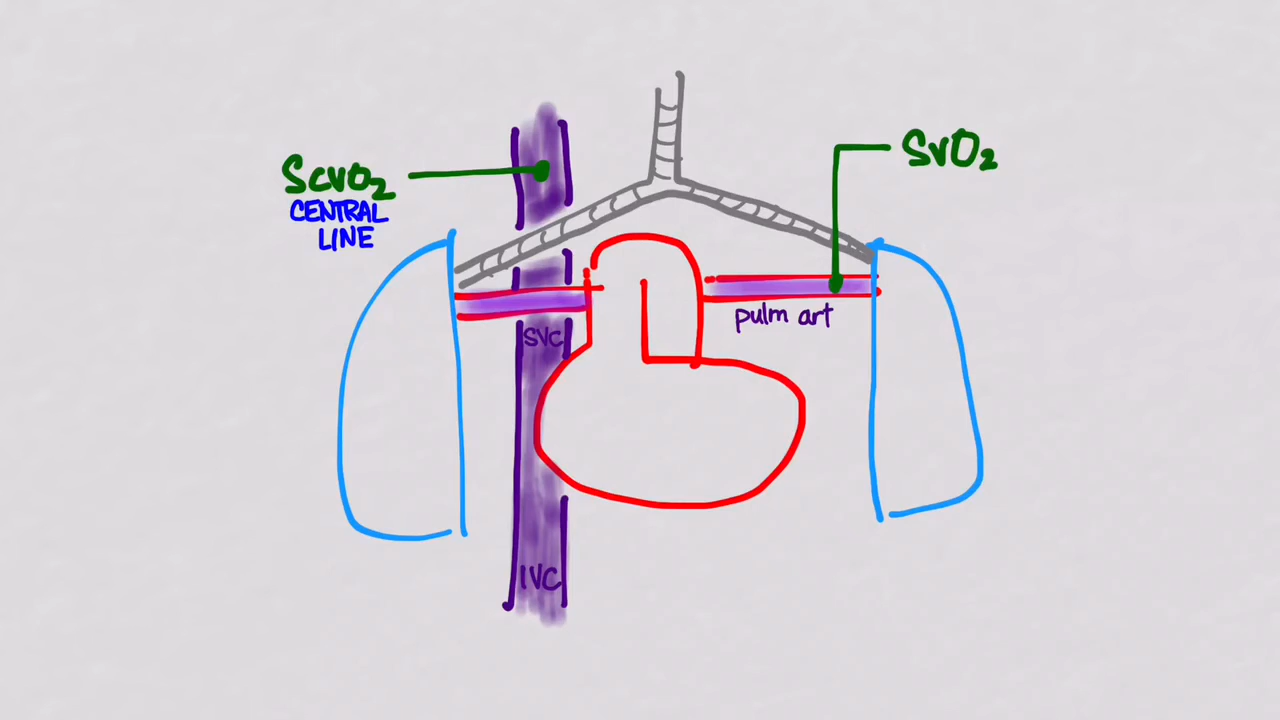 ScvO₂
CENTRAL
LINE
SvO₂
pulm art
SVC
IVC